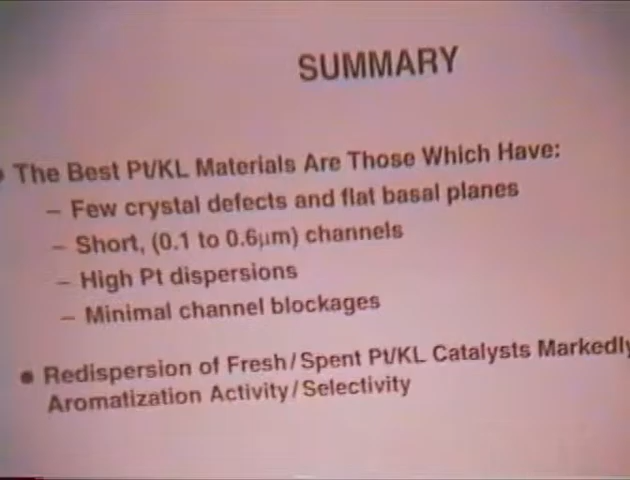 SUMMARY
● The Best Pt/KL Materials Are Those Which Have:
– Few crystal defects and flat basal planes
– Short, (0.1 to 0.6μm) channels
– High Pt dispersions
– Minimal channel blockages
● Redispersion of Fresh/Spent Pt/KL Catalysts Markedly
Aromatization Activity/Selectivity